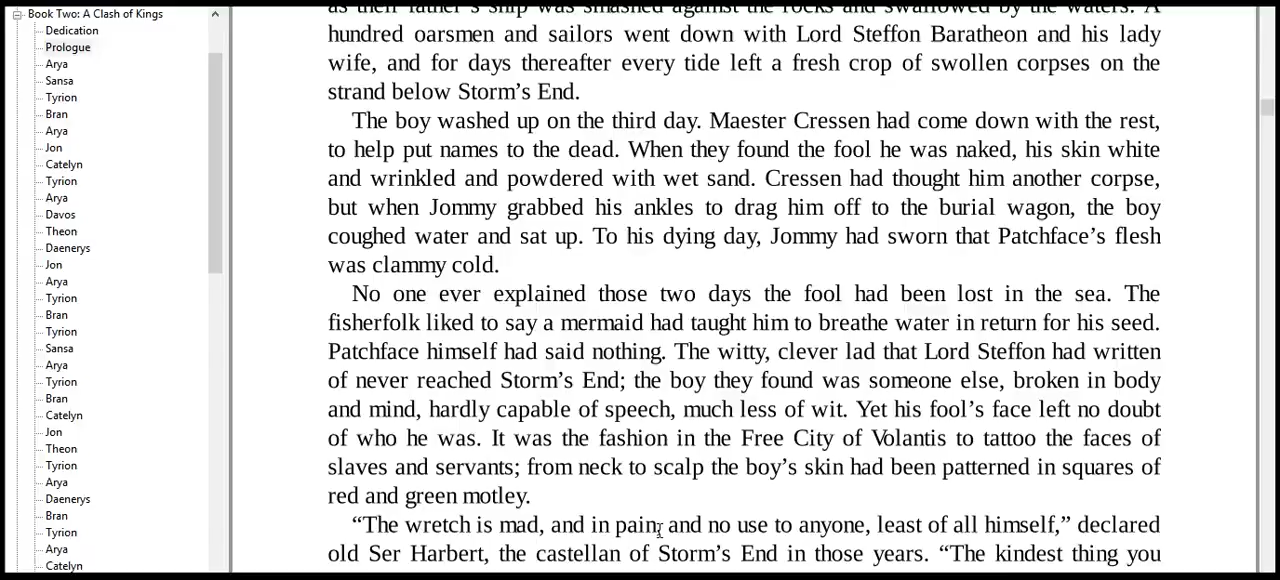 Book Two: A Clash of Kings
Dedication
Prologue
Arya
Sansa
Tyrion
Bran
Arya
Jon
Catelyn
Tyrion
Arya
Davos
Theon
Daenerys
Jon
Arya
Tyrion
Bran
Tyrion
Sansa
Arya
Tyrion
Bran
Catelyn
Jon
Theon
Tyrion
Arya
Daenerys
Bran
Tyrion
Arya
Catelyn
as their father’s ship was smashed against the rocks and swallowed by the waters. A
hundred oarsmen and sailors went down with Lord Steffon Baratheon and his lady
wife, and for days thereafter every tide left a fresh crop of swollen corpses on the
strand below Storm’s End.
The boy washed up on the third day. Maester Cressen had come down with the rest,
to help put names to the dead. When they found the fool he was naked, his skin white
and wrinkled and powdered with wet sand. Cressen had thought him another corpse,
but when Jommy grabbed his ankles to drag him off to the burial wagon, the boy
coughed water and sat up. To his dying day, Jommy had sworn that Patchface’s flesh
was clammy cold.
No one ever explained those two days the fool had been lost in the sea. The
fisherfolk liked to say a mermaid had taught him to breathe water in return for his seed.
Patchface himself had said nothing. The witty, clever lad that Lord Steffon had written
of never reached Storm’s End; the boy they found was someone else, broken in body
and mind, hardly capable of speech, much less of wit. Yet his fool’s face left no doubt
of who he was. It was the fashion in the Free City of Volantis to tattoo the faces of
slaves and servants; from neck to scalp the boy’s skin had been patterned in squares of
red and green motley.
“The wretch is mad, and in pain, and no use to anyone, least of all himself,” declared
old Ser Harbert, the castellan of Storm’s End in those years. “The kindest thing you